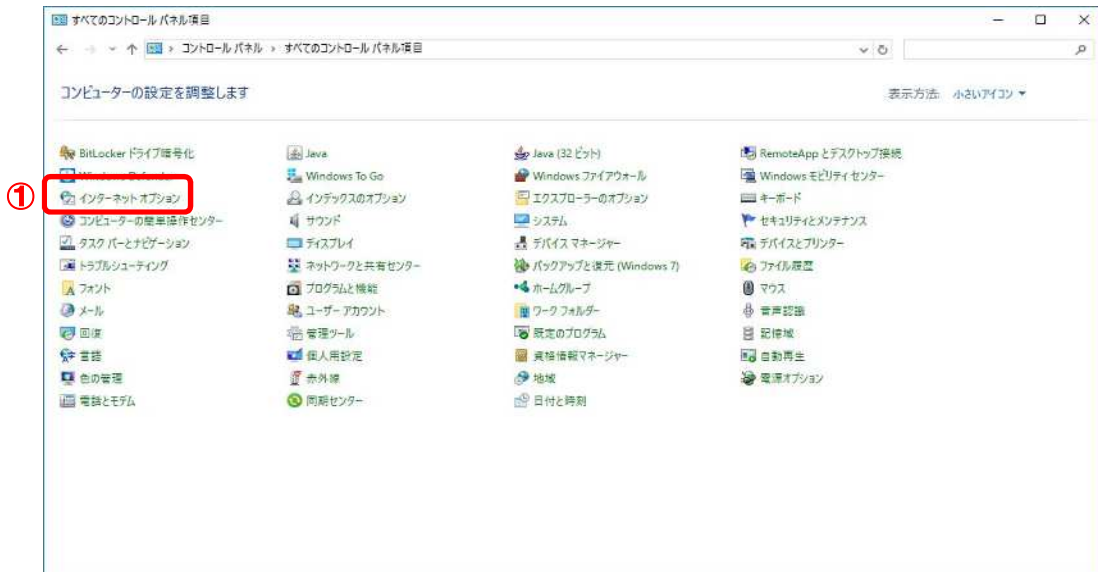 すべてのコントロール パネル項目
コントロール パネル › すべてのコントロール パネル項目
コンピューターの設定を調整します
表示方法: 小さいアイコン
BitLocker ドライブ暗号化 Java Java (32 ビット) RemoteApp とデスクトップ接続
Windows Defender Windows To Go Windows ファイアウォール Windows モビリティ センター
① インターネット オプション インデックスのオプション エクスプローラーのオプション キーボード
コンピューターの簡単操作センター サウンド システム セキュリティとメンテナンス
タスク バーとナビゲーション ディスプレイ デバイス マネージャー デバイスとプリンター
トラブルシューティング ネットワークと共有センター バックアップと復元 (Windows 7) ファイル履歴
フォント プログラムと機能 ホームグループ マウス
メール ユーザー アカウント ワーク フォルダー 音声認識
回復 管理ツール 既定のプログラム 記憶域
言語 個人用設定 資格情報マネージャー 自動再生
色の管理 赤外線 地域 電源オプション
電話とモデム 同期センター 日付と時刻